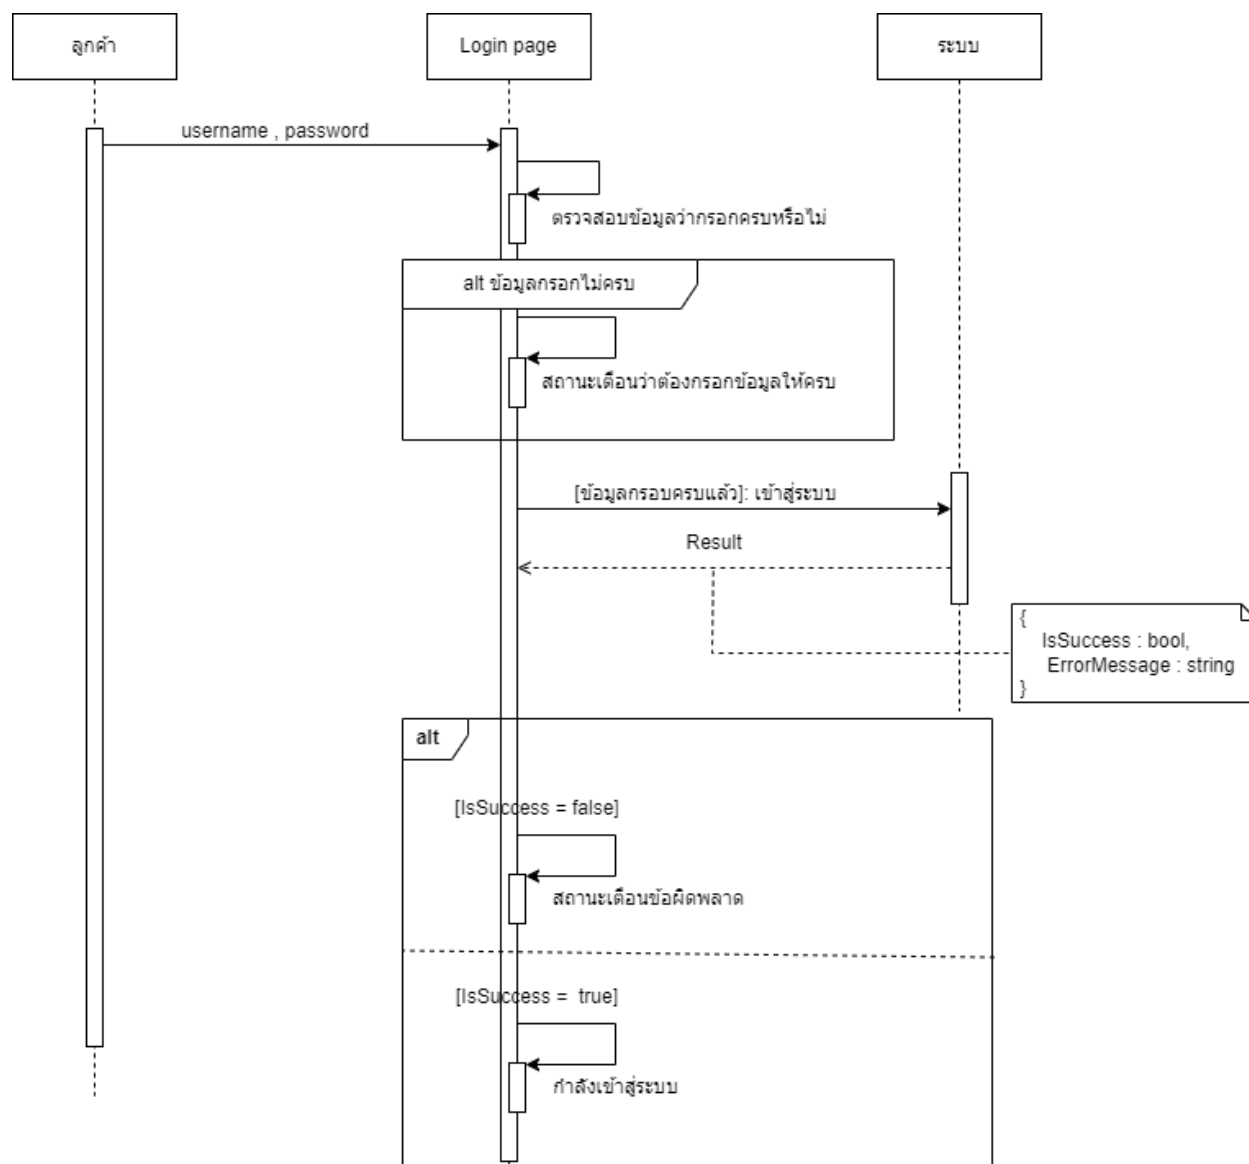 ลูกค้า
Login page
ระบบ
username , password
ตรวจสอบข้อมูลว่ากรอกครบหรือไม่
alt ข้อมูลกรอกไม่ครบ
สถานะเตือนว่าต้องกรอกข้อมูลให้ครบ
[ข้อมูลกรอบครบแล้ว]: เข้าสู่ระบบ
Result
{
IsSuccess : bool,
ErrorMessage : string
}
alt
[IsSuccess = false]
สถานะเตือนข้อผิดพลาด
[IsSuccess =  true]
กำลังเข้าสู่ระบบ